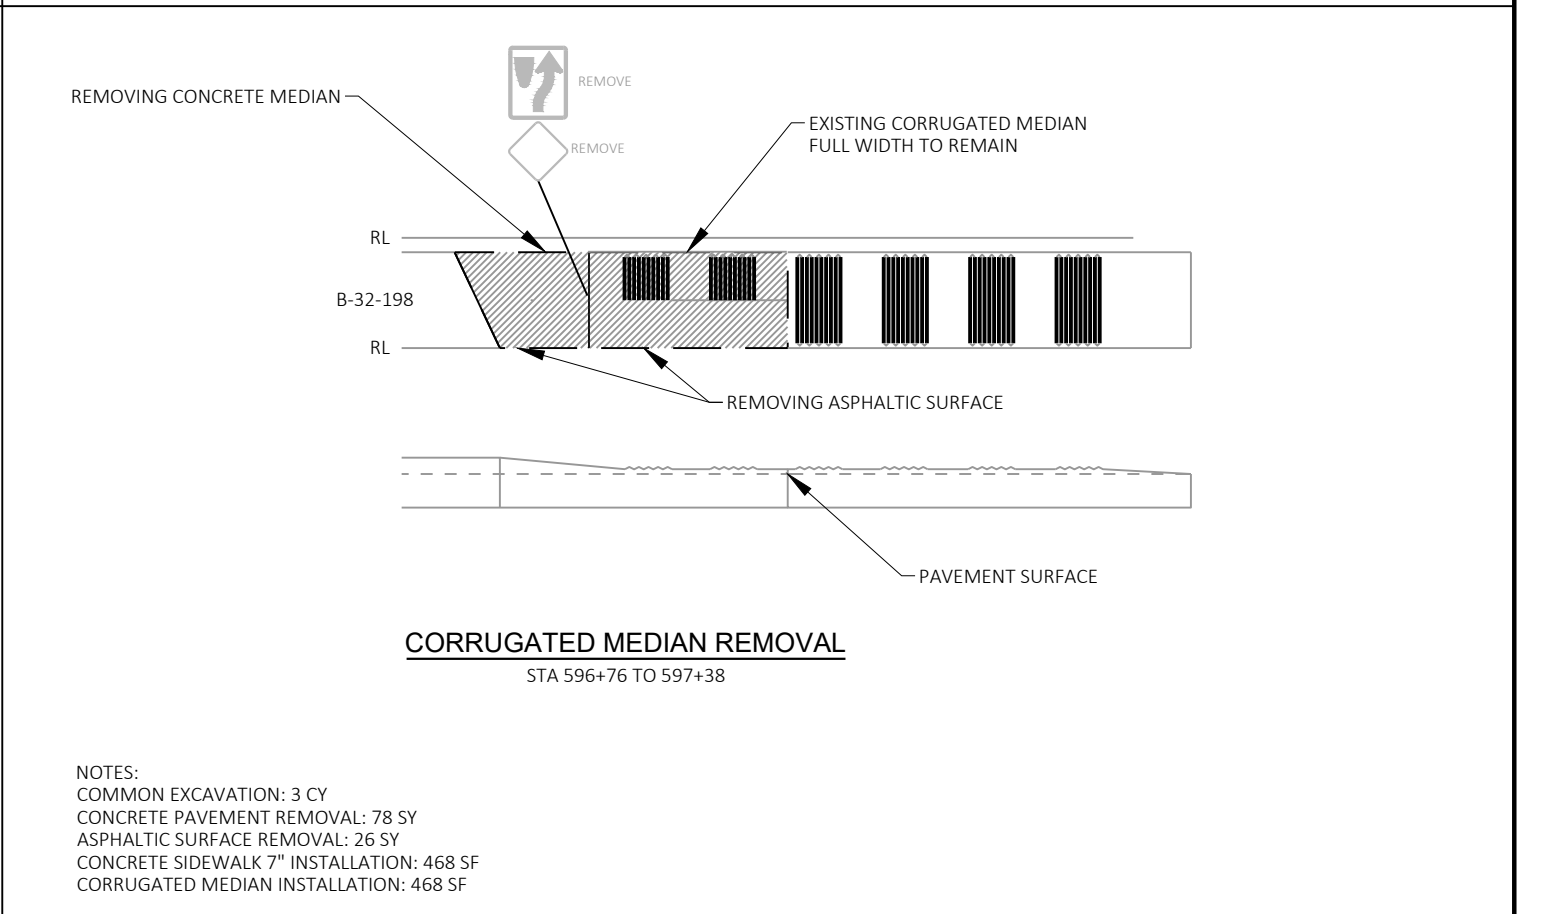 REMOVE
REMOVING CONCRETE MEDIAN
EXISTING CORRUGATED MEDIAN
FULL WIDTH TO REMAIN
REMOVE
RL
B-32-198
RL
REMOVING ASPHALTIC SURFACE
PAVEMENT SURFACE
CORRUGATED MEDIAN REMOVAL
STA 596+76 TO 597+38
NOTES:
COMMON EXCAVATION: 3 CY
CONCRETE PAVEMENT REMOVAL: 78 SY
ASPHALTIC SURFACE REMOVAL: 26 SY
CONCRETE SIDEWALK 7" INSTALLATION: 468 SF
CORRUGATED MEDIAN INSTALLATION: 468 SF